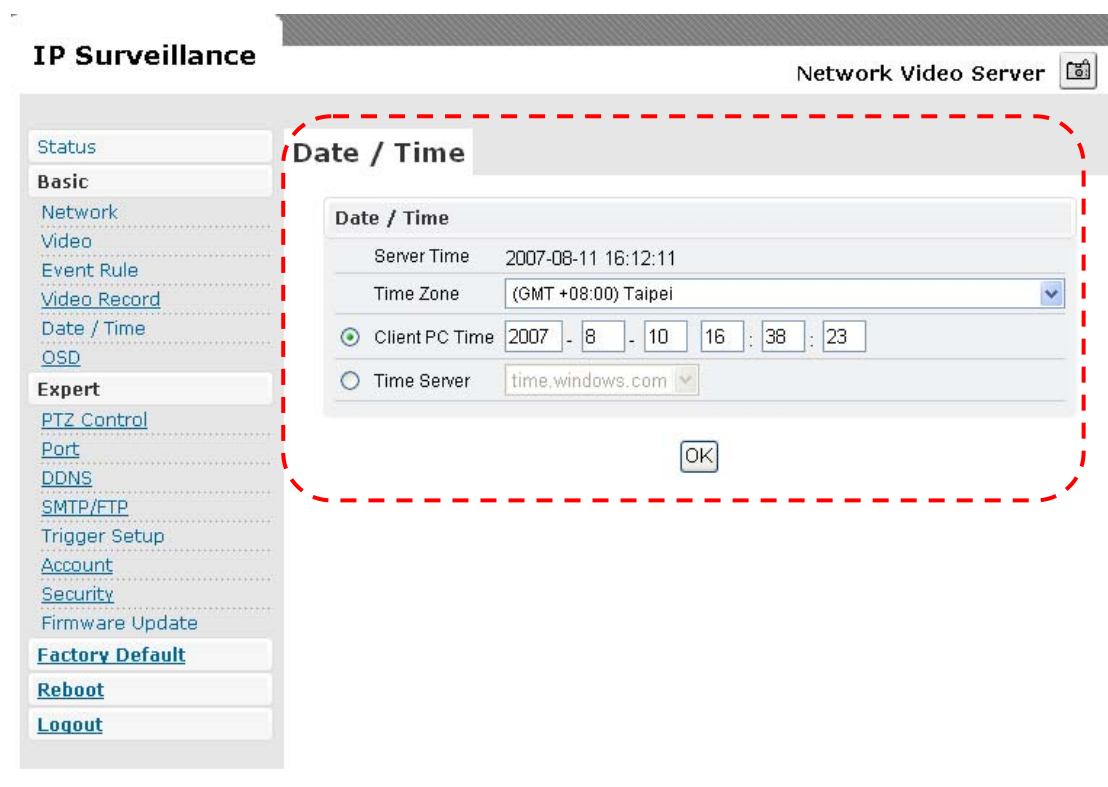 IP Surveillance
Network Video Server
Status
Basic
Network
Video
Event Rule
Video Record
Date / Time
OSD
Expert
PTZ Control
Port
DDNS
SMTP/FTP
Trigger Setup
Account
Security
Firmware Update
Factory Default
Reboot
Logout
Date / Time
Date / Time
Server Time 2007-08-11 16:12:11
Time Zone (GMT +08:00) Taipei
Client PC Time 2007 - 8 - 10 16 : 38 : 23
Time Server time.windows.com
OK